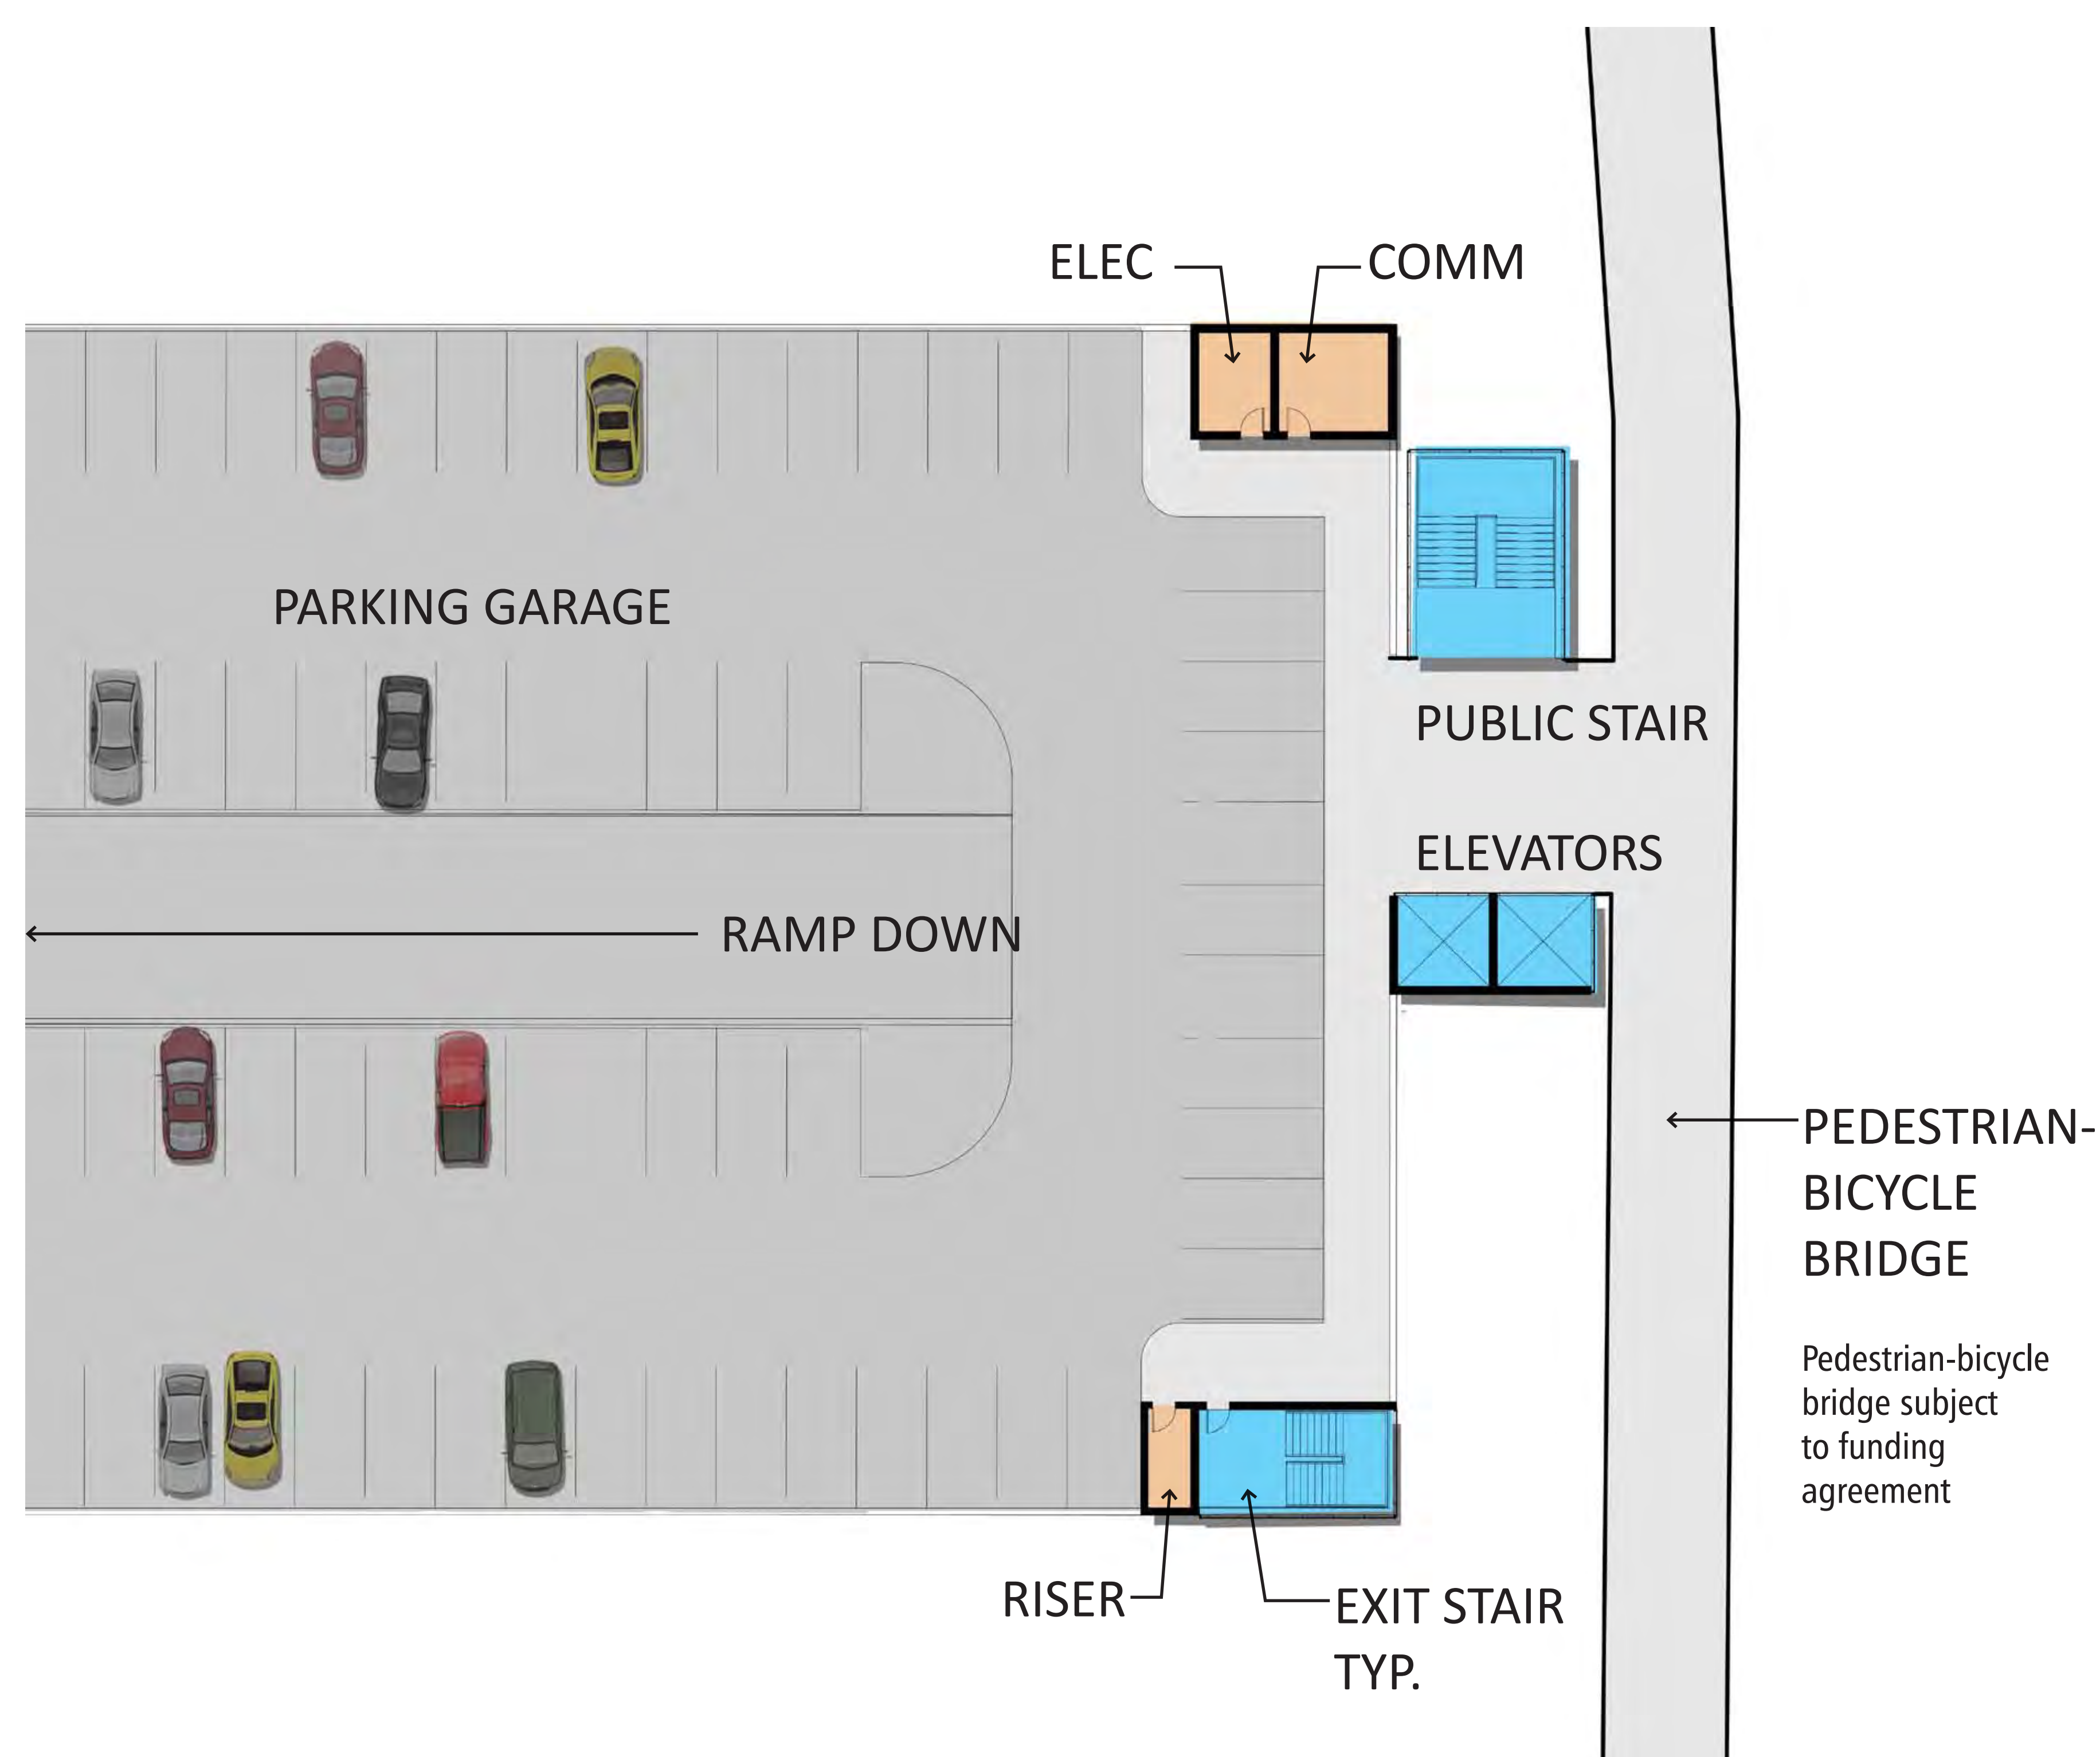 ELEC
COMM
PARKING GARAGE
PUBLIC STAIR
ELEVATORS
RAMP DOWN
PEDESTRIAN-
BICYCLE
BRIDGE
Pedestrian-bicycle
bridge subject
to funding
agreement
RISER
EXIT STAIR
TYP.